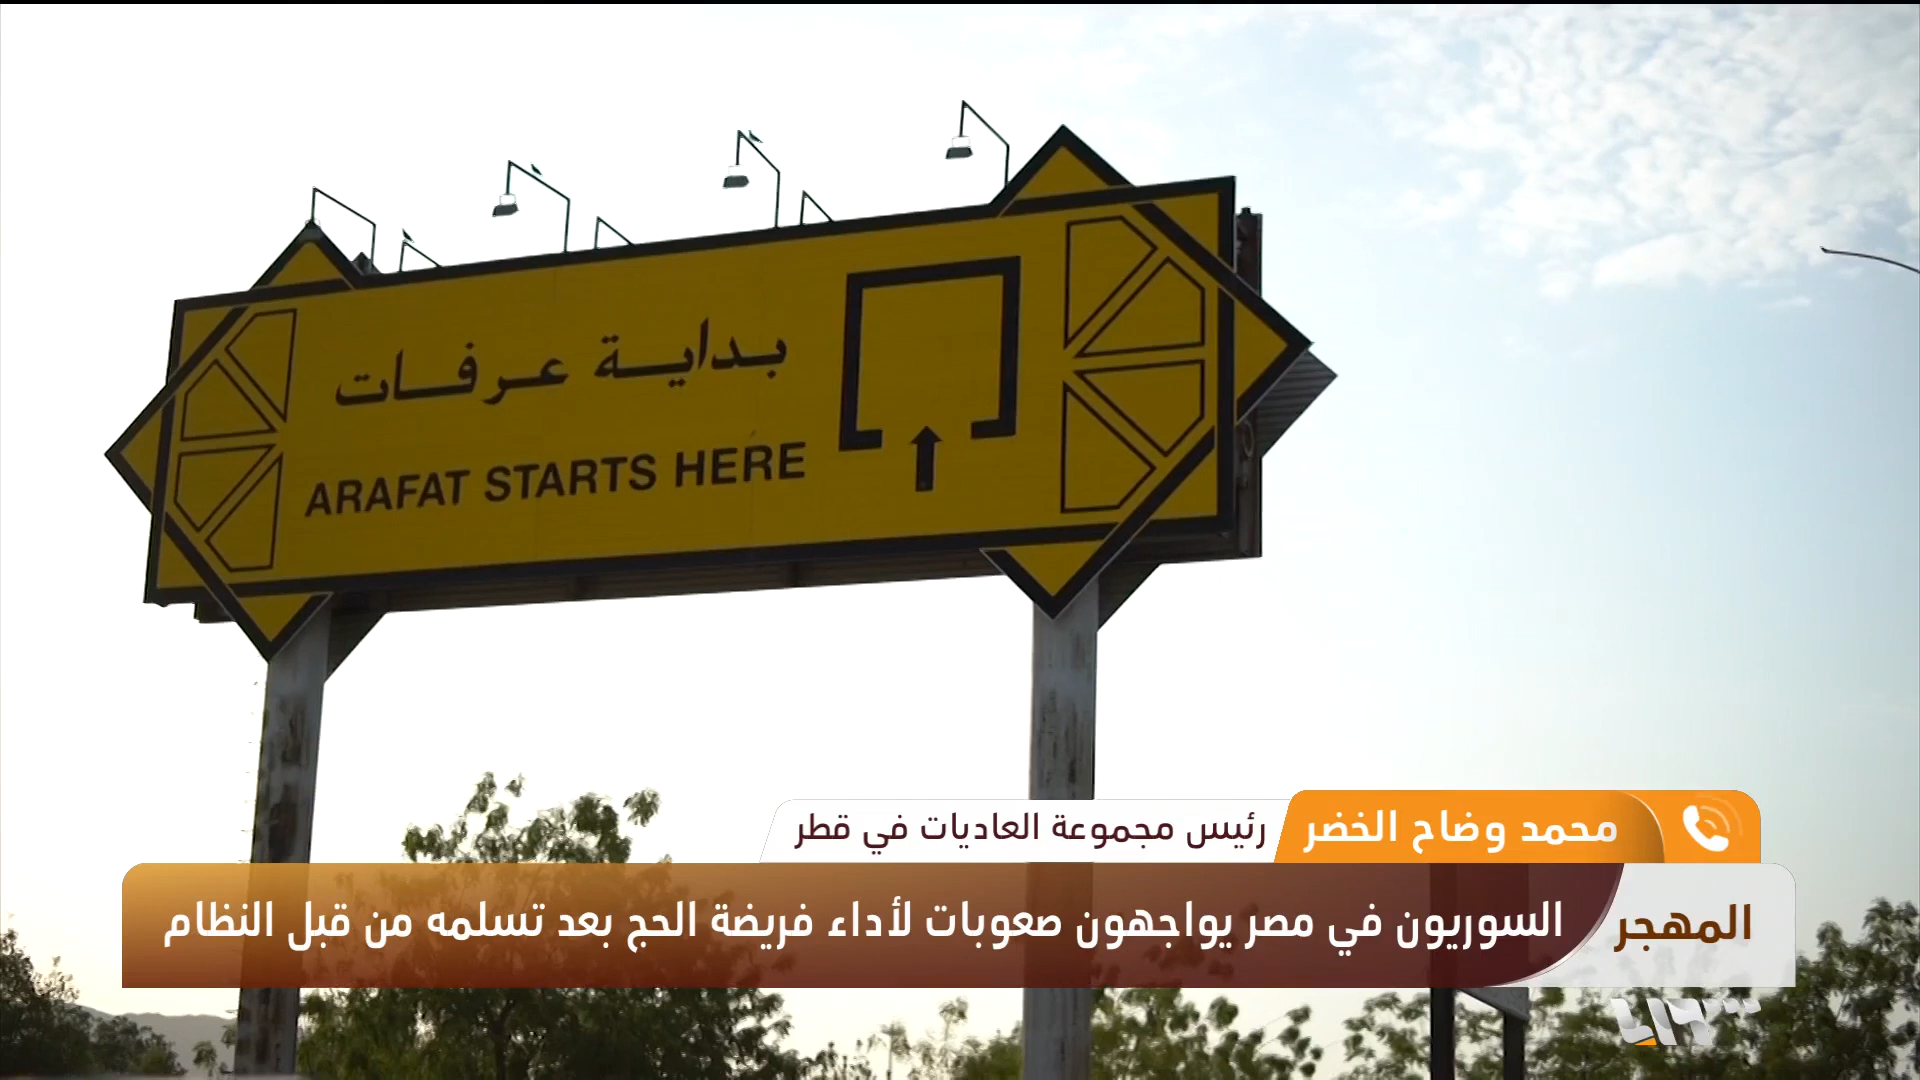 بداية عرفات
ARAFAT STARTS HERE
محمد وضاح الخضر
رئيس مجموعة العاديات في قطر
المهجر
السوريون في مصر يواجهون صعوبات لأداء فريضة الحج بعد تسلمه من قبل النظام